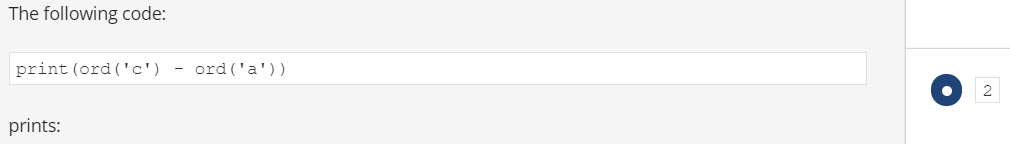 The following code:
print(ord('c') - ord('a'))
2
prints: